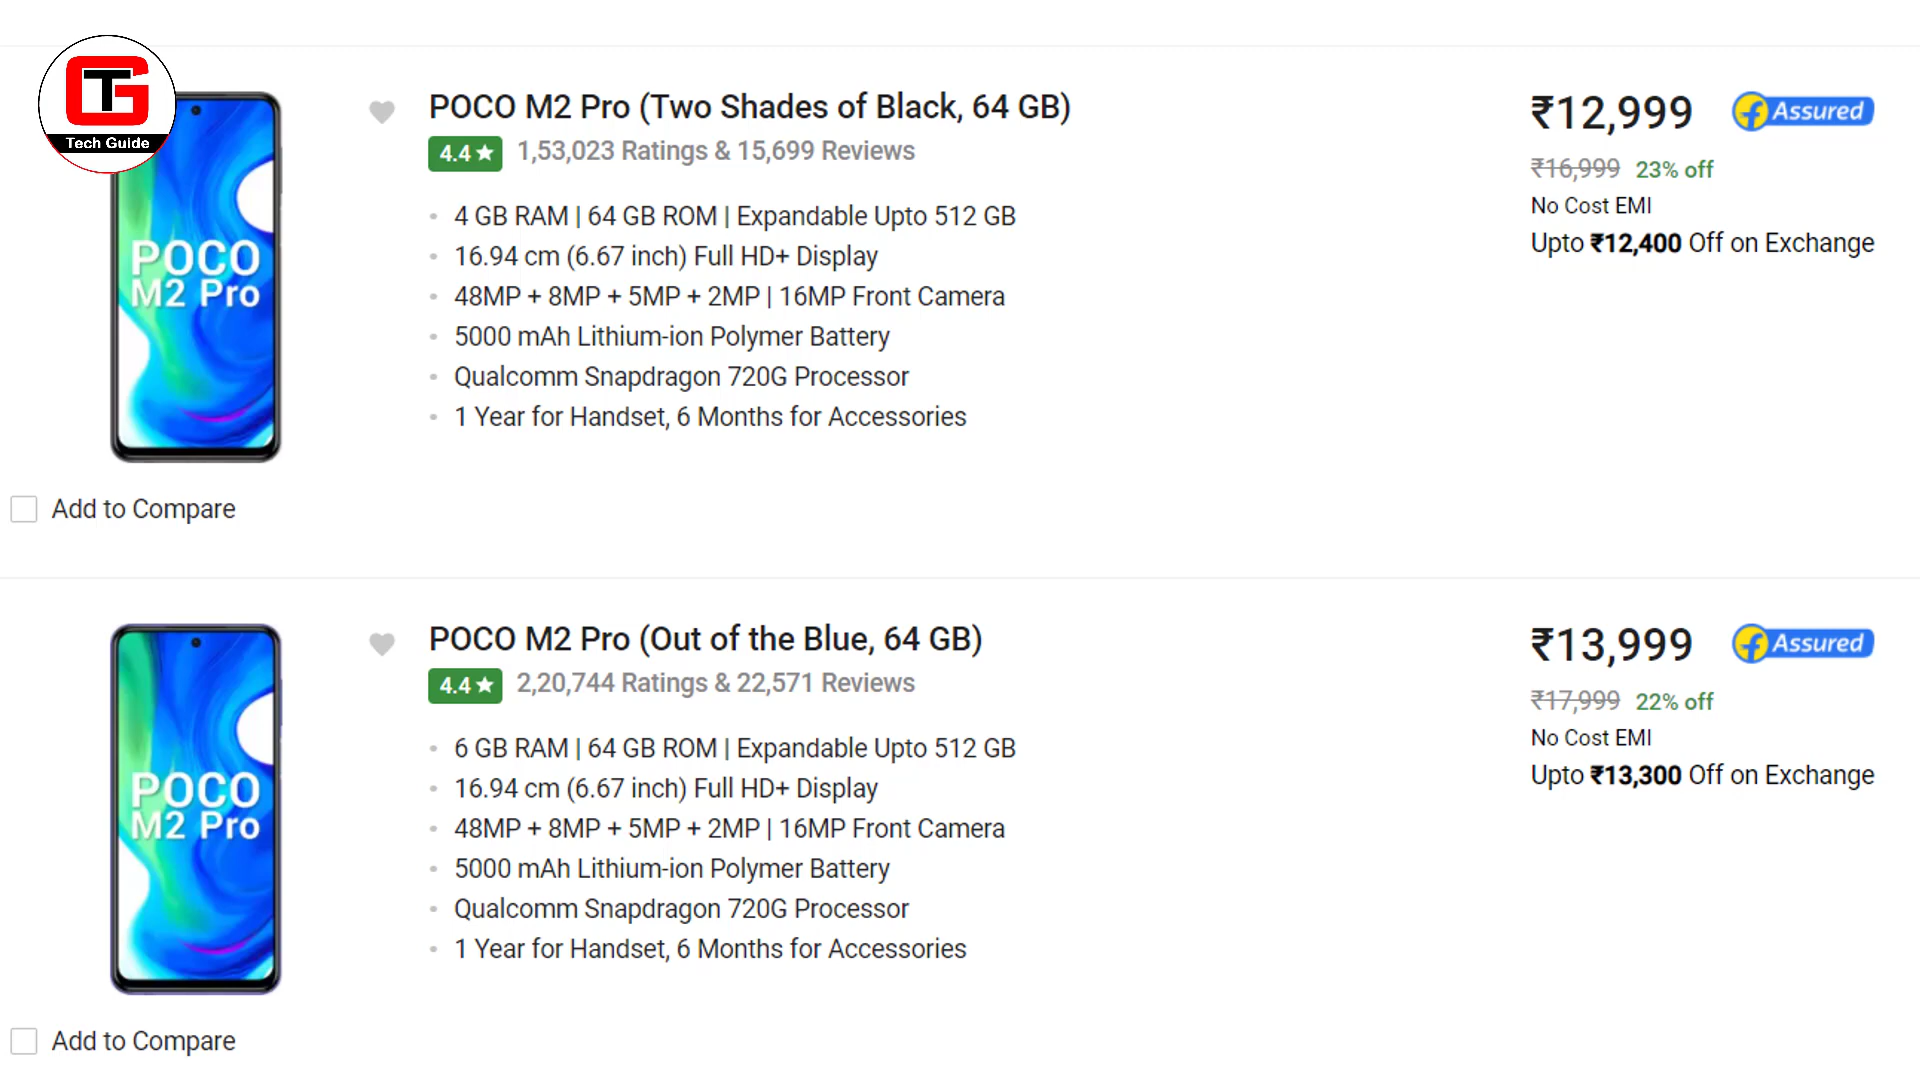 TG
Tech Guide
POCO M2 Pro (Two Shades of Black, 64 GB)
4.4★ 1,53,023 Ratings & 15,699 Reviews
4 GB RAM | 64 GB ROM | Expandable Upto 512 GB
16.94 cm (6.67 inch) Full HD+ Display
48MP + 8MP + 5MP + 2MP | 16MP Front Camera
5000 mAh Lithium-ion Polymer Battery
Qualcomm Snapdragon 720G Processor
1 Year for Handset, 6 Months for Accessories
₹12,999 f Assured
₹16,999 23% off
No Cost EMI
Upto ₹12,400 Off on Exchange
POCO
M2 Pro
Add to Compare
POCO M2 Pro (Out of the Blue, 64 GB)
4.4★ 2,20,744 Ratings & 22,571 Reviews
6 GB RAM | 64 GB ROM | Expandable Upto 512 GB
16.94 cm (6.67 inch) Full HD+ Display
48MP + 8MP + 5MP + 2MP | 16MP Front Camera
5000 mAh Lithium-ion Polymer Battery
Qualcomm Snapdragon 720G Processor
1 Year for Handset, 6 Months for Accessories
₹13,999 f Assured
₹17,999 22% off
No Cost EMI
Upto ₹13,300 Off on Exchange
POCO
M2 Pro
Add to Compare